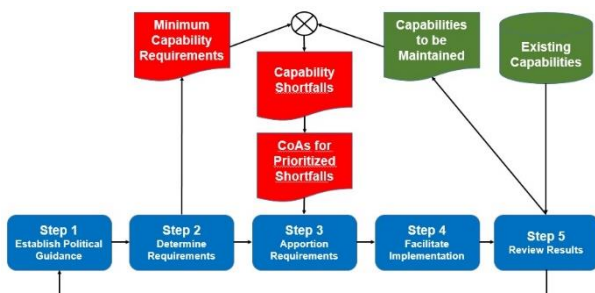 Minimum
Capability
Requirements
Capabilities
to be
Maintained
Existing
Capabilities
Capability
Shortfalls
CoAs for
Prioritized
Shortfalls
Step 1
Establish Political
Guidance
Step 2
Determine
Requirements
Step 3
Apportion
Requirements
Step 4
Facilitate
Implementation
Step 5
Review Results